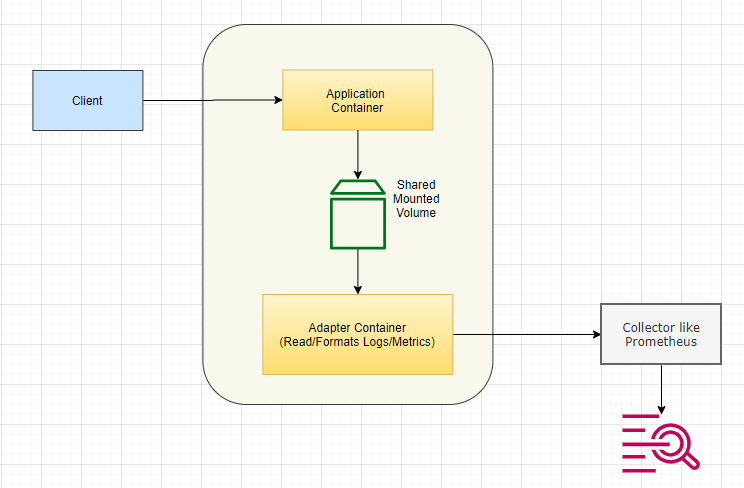 Client
Application
Container
Shared
Mounted
Volume
Adapter Container
(Read/Formats Logs/Metrics)
Collector like
Prometheus